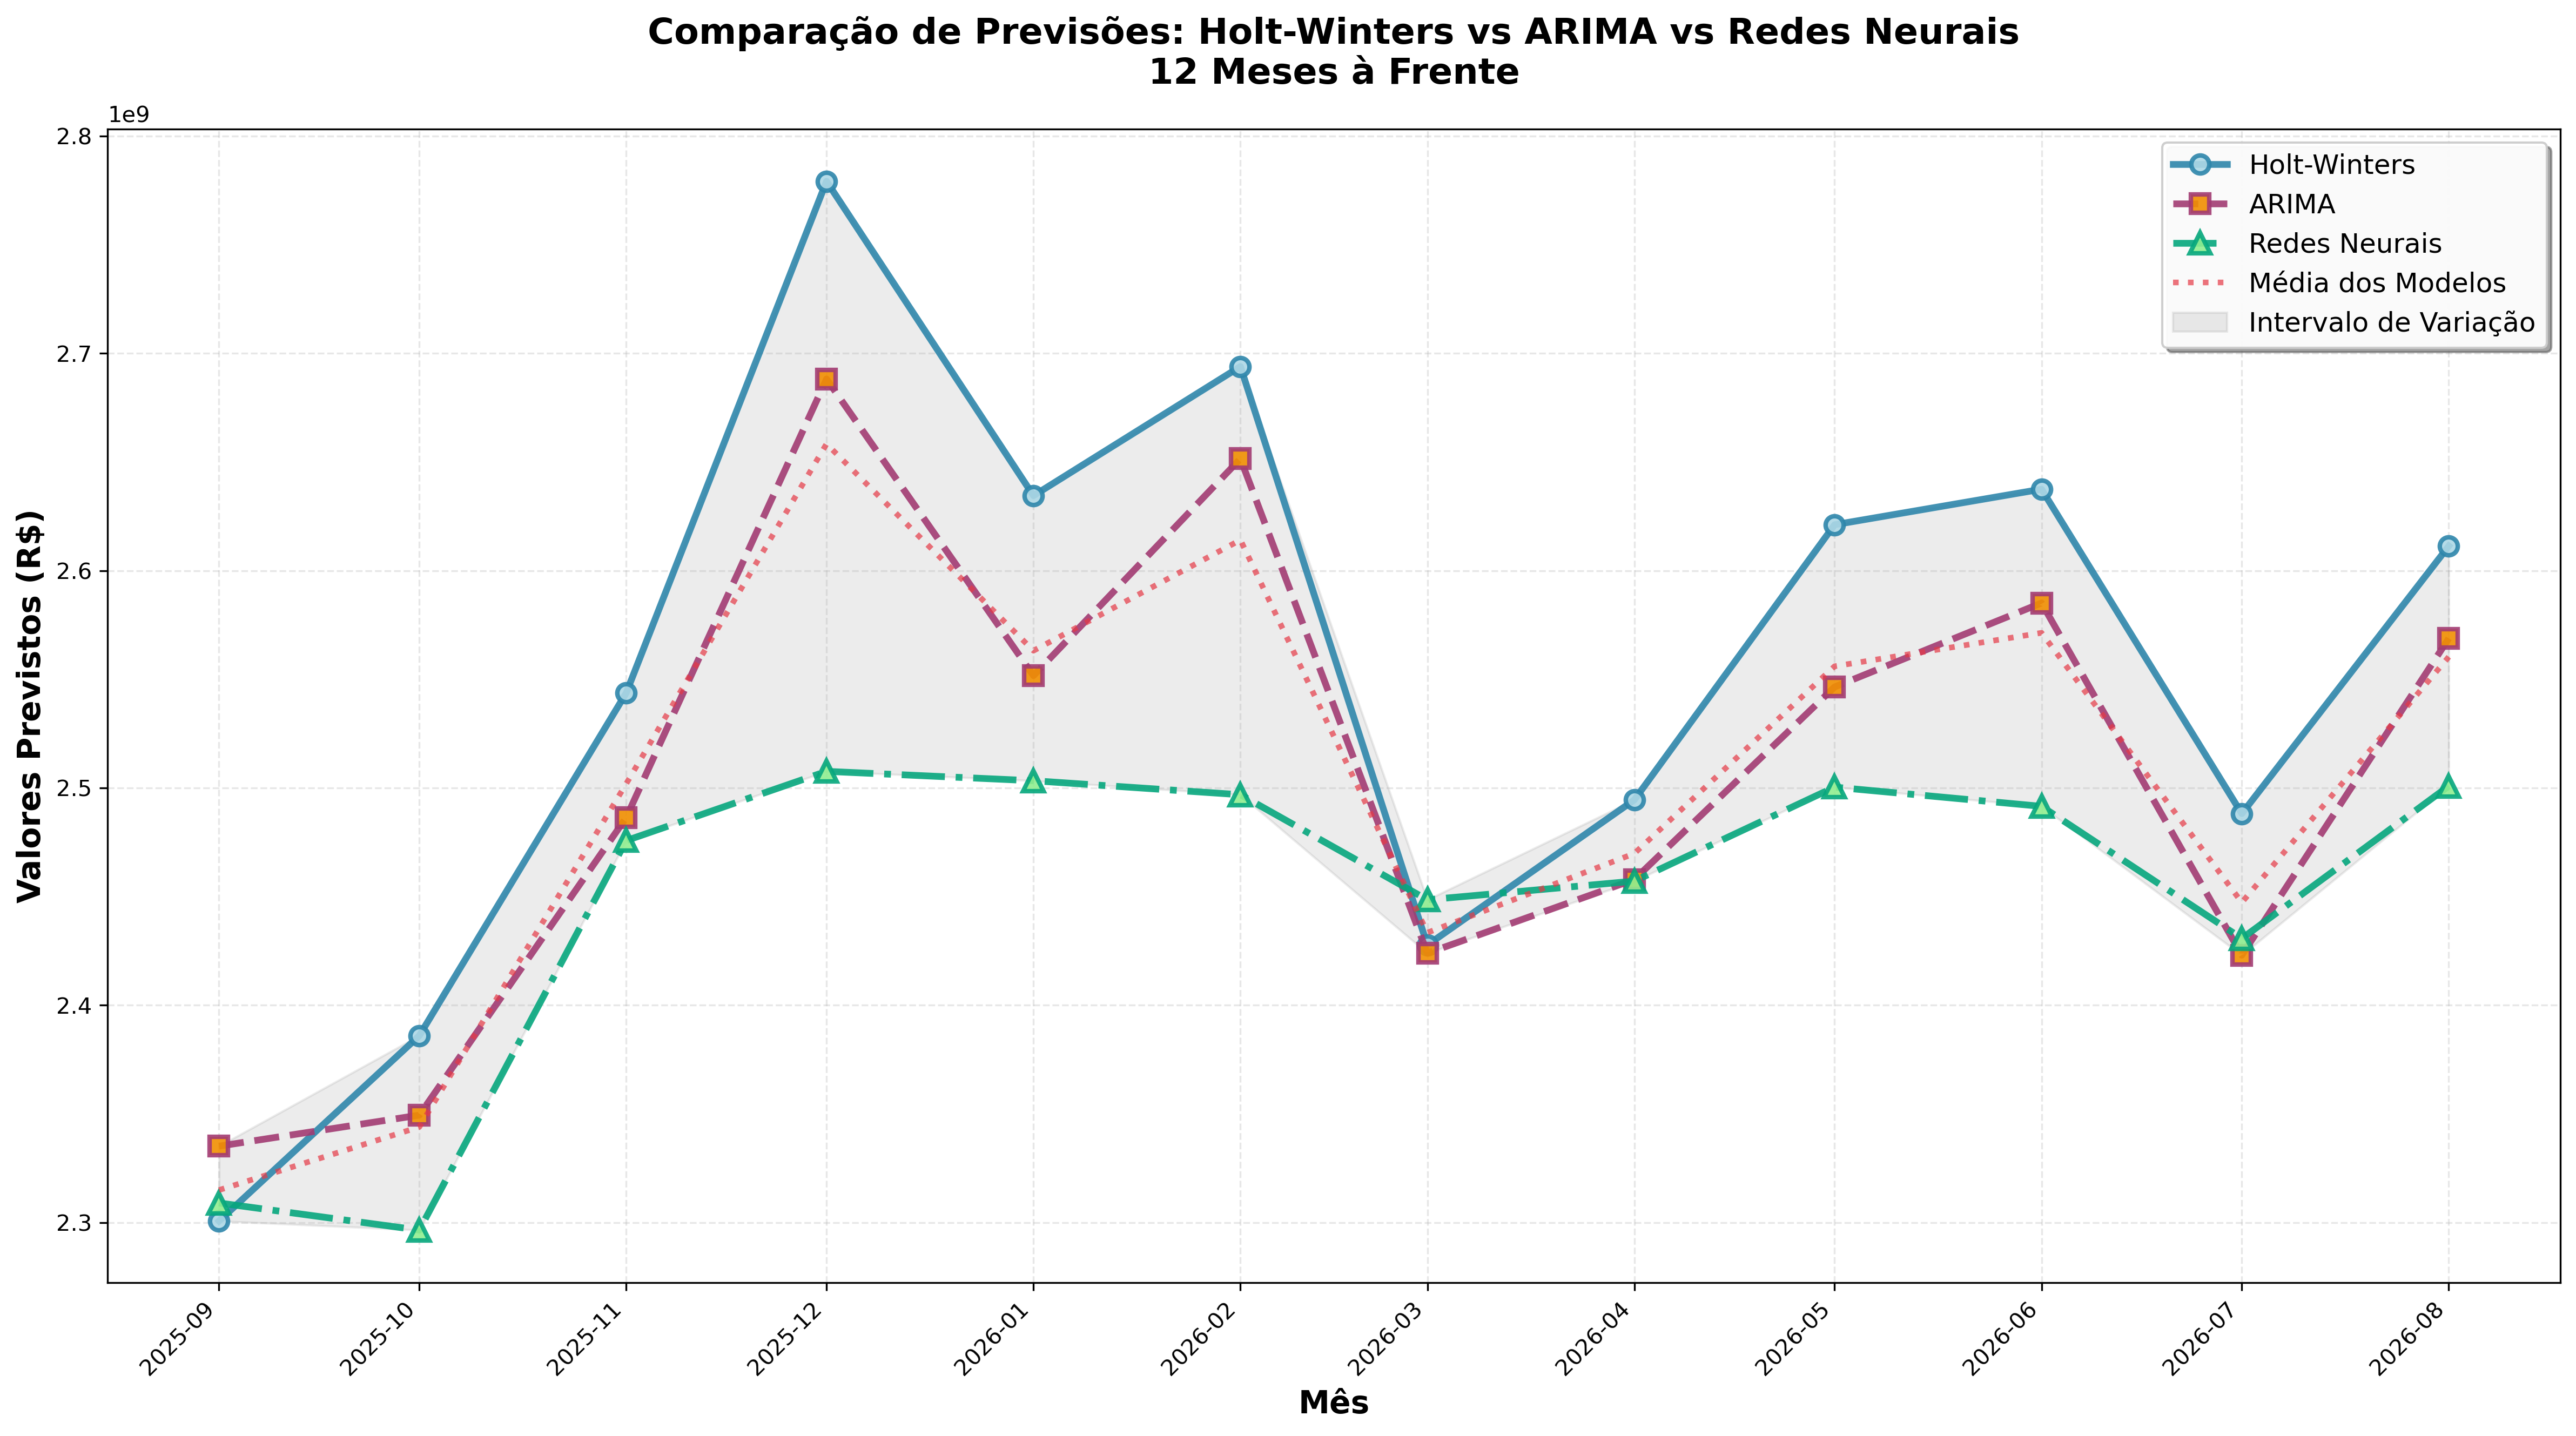 Comparação de Previsões: Holt-Winters vs ARIMA vs Redes Neurais
12 Meses à Frente
1e9
2.8
2.7
2.6
2.5
2.4
2.3
Valores Previstos (R$)
Holt-Winters
ARIMA
Redes Neurais
Média dos Modelos
Intervalo de Variação
2025-09
2025-10
2025-11
2025-12
2026-01
2026-02
2026-03
2026-04
2026-05
2026-06
2026-07
2026-08
Mês